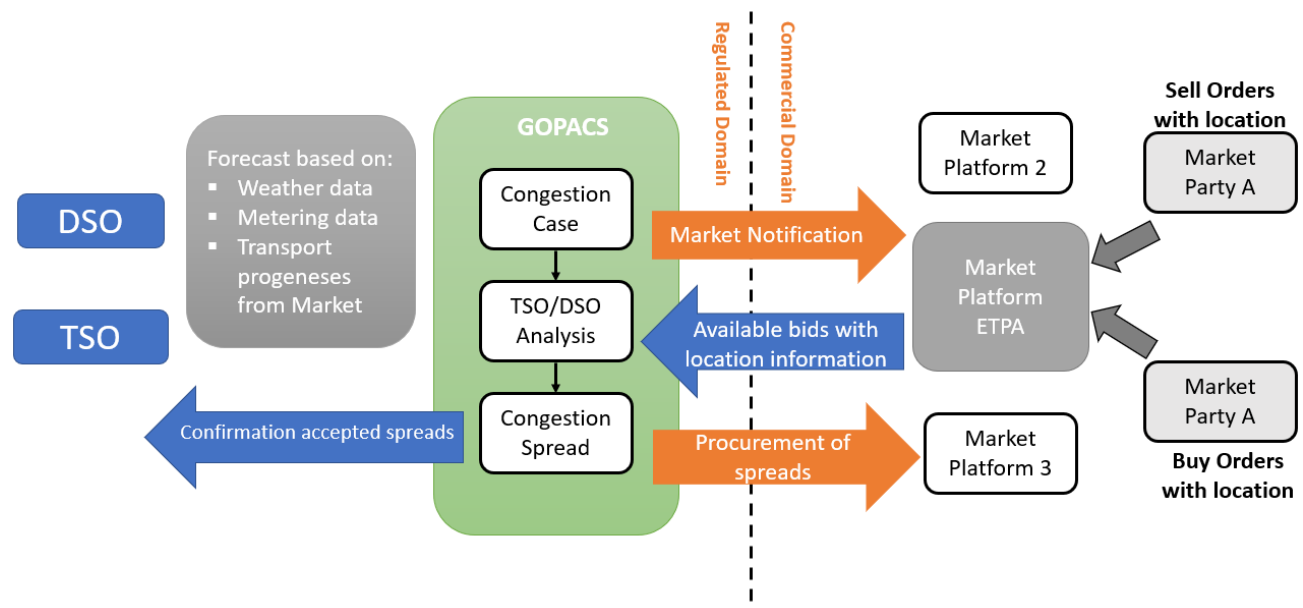 DSO
TSO
Forecast based on:
▪ Weather data
▪ Metering data
▪ Transport
progeneses
from Market
GOPACS
Congestion
Case
TSO/DSO
Analysis
Congestion
Spread
Confirmation accepted spreads
Regulated Domain
Commercial Domain
Market Notification
Available bids with
location information
Procurement of
spreads
Market
Platform 2
Market
Platform
ETPA
Market
Platform 3
Sell Orders
with location
Market
Party A
Market
Party A
Buy Orders
with location